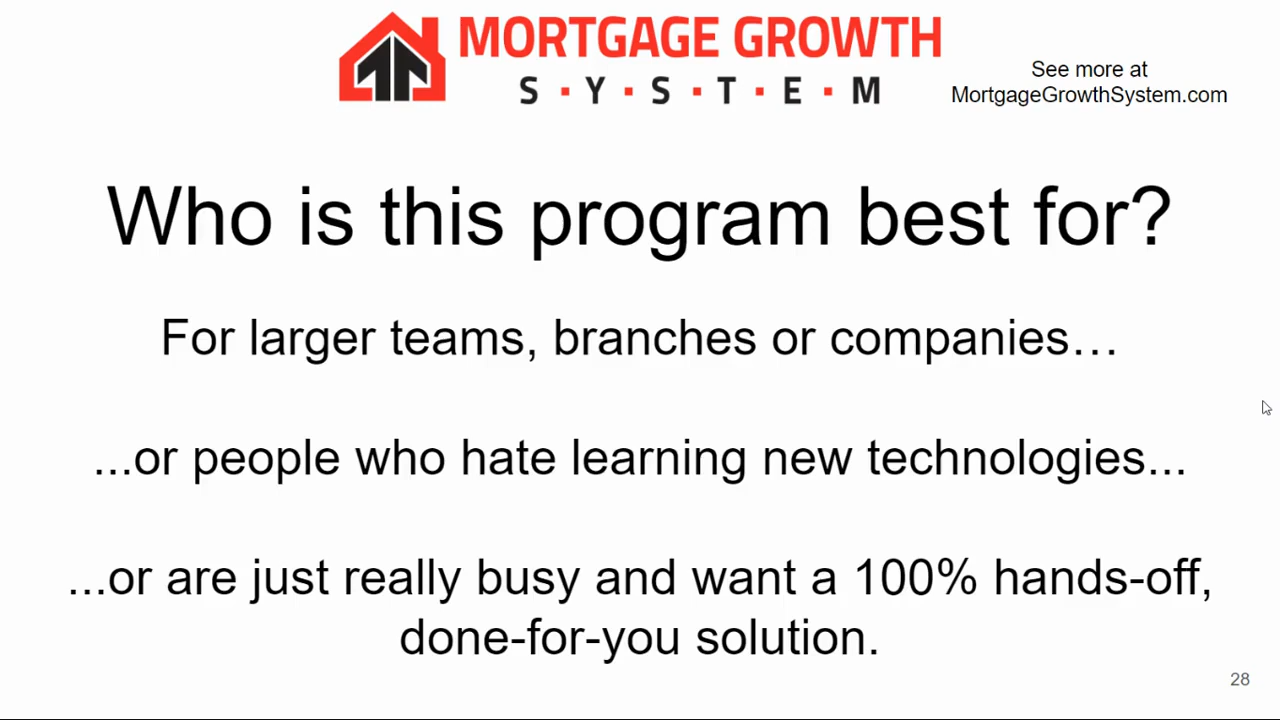 MORTGAGE GROWTH
S·Y·S·T·E·M
See more at
MortgageGrowthSystem.com
Who is this program best for?
For larger teams, branches or companies…
...or people who hate learning new technologies...
...or are just really busy and want a 100% hands-off,
done-for-you solution.
28